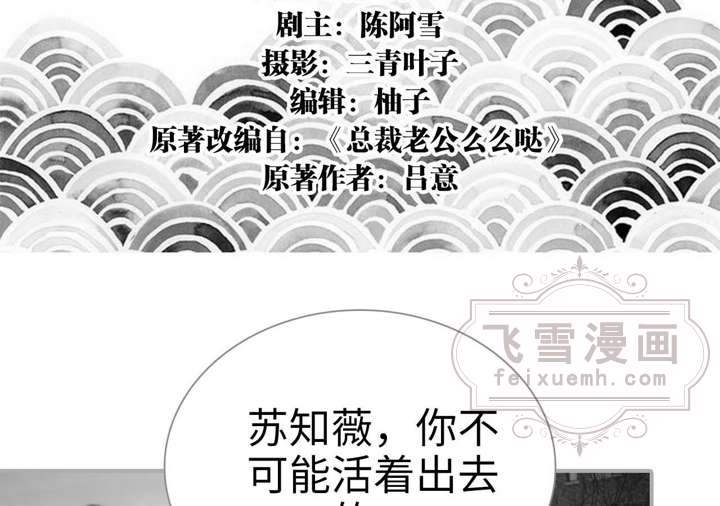 剧主：陈阿雪
摄影：三青叶子
编辑：柚子
原著改编自：《总裁老公么么哒》
原著作者：吕意
飞雪漫画
feixuemh.com
苏知薇，你不
可能活着出去